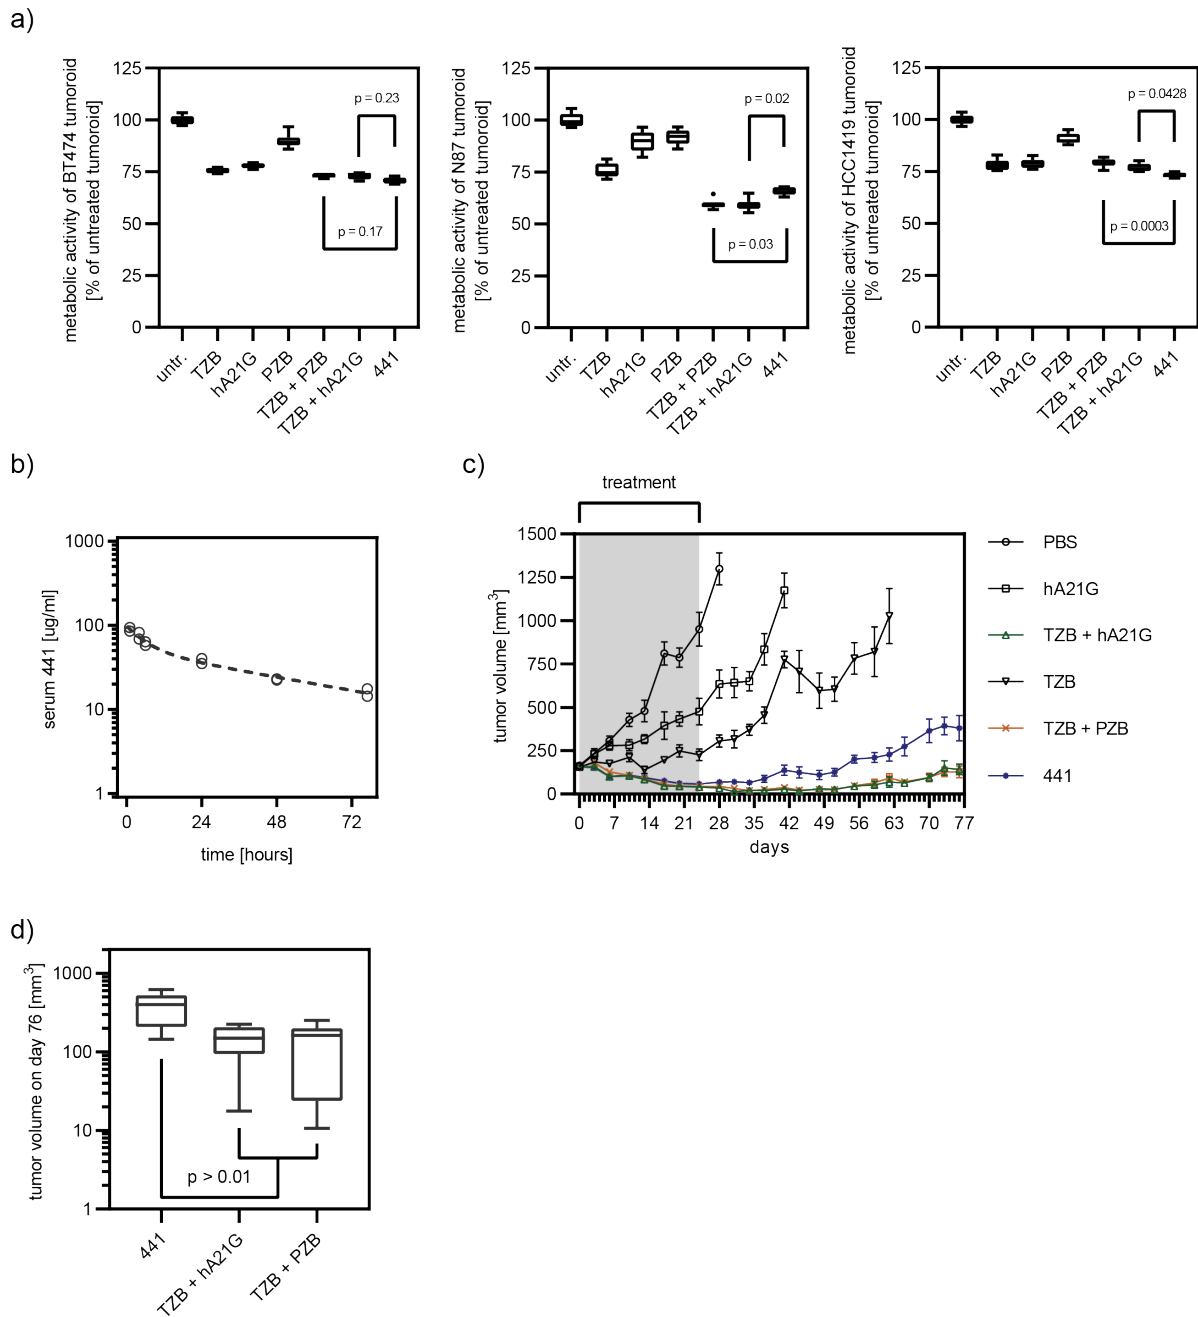 a)
metabolic activity of BT474 tumoroid
[% of untreated tumoroid]
125
100
75
50
25
0
p = 0.23
p = 0.17
untr.
TZB
hA21G
PZB
TZB + PZB
TZB + hA21G
441
metabolic activity of N87 tumoroid
[% of untreated tumoroid]
125
100
75
50
25
0
p = 0.02
p = 0.03
untr.
TZB
hA21G
PZB
TZB + PZB
TZB + hA21G
441
metabolic activity of HCC1419 tumoroid
[% of untreated tumoroid]
125
100
75
50
25
0
p = 0.0428
p = 0.0003
untr.
TZB
hA21G
PZB
TZB + PZB
TZB + hA21G
441
b)
serum 441 [ug/ml]
1000
100
10
1
0 24 48 72
time [hours]
c)
treatment
tumor volume [mm³]
1500
1250
1000
750
500
250
0
0 7 14 21 28 35 42 49 56 63 70 77
days
PBS
hA21G
TZB + hA21G
TZB
TZB + PZB
441
d)
tumor volume on day 76 [mm³]
1000
100
10
1
p > 0.01
441
TZB + hA21G
TZB + PZB